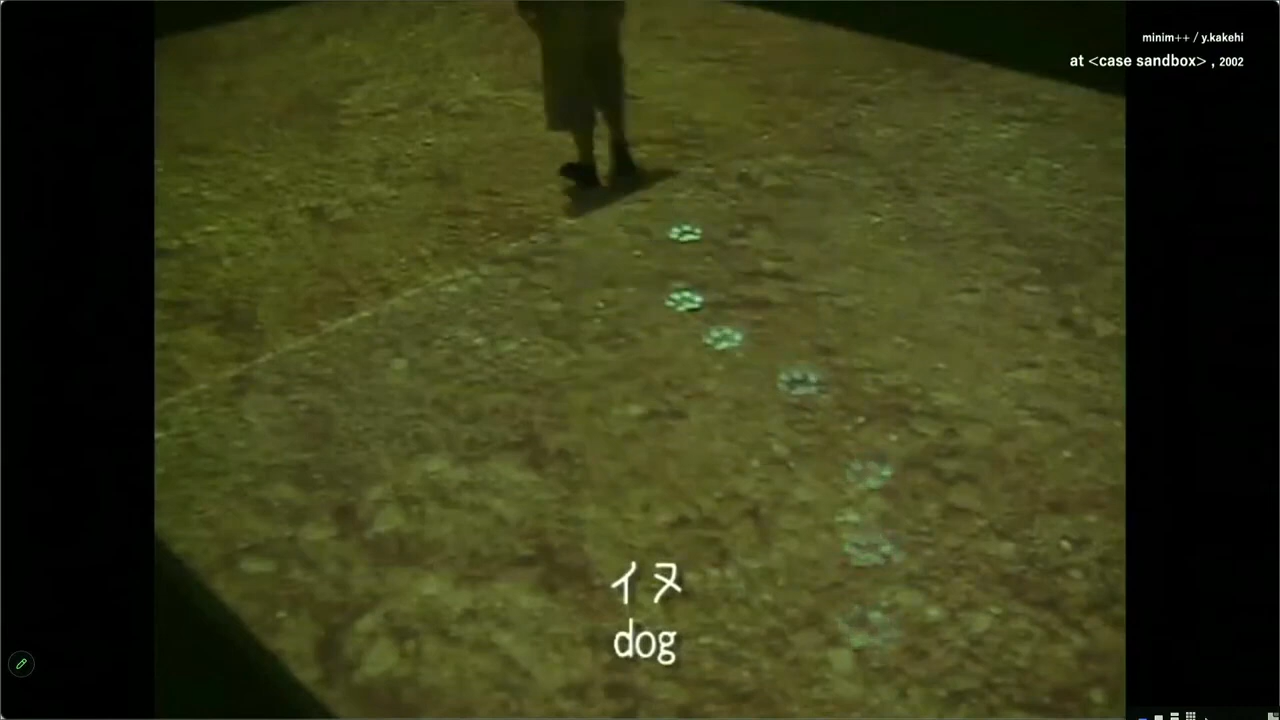 minim++ / y.kakehi
at <case sandbox> , 2002
イヌ
dog